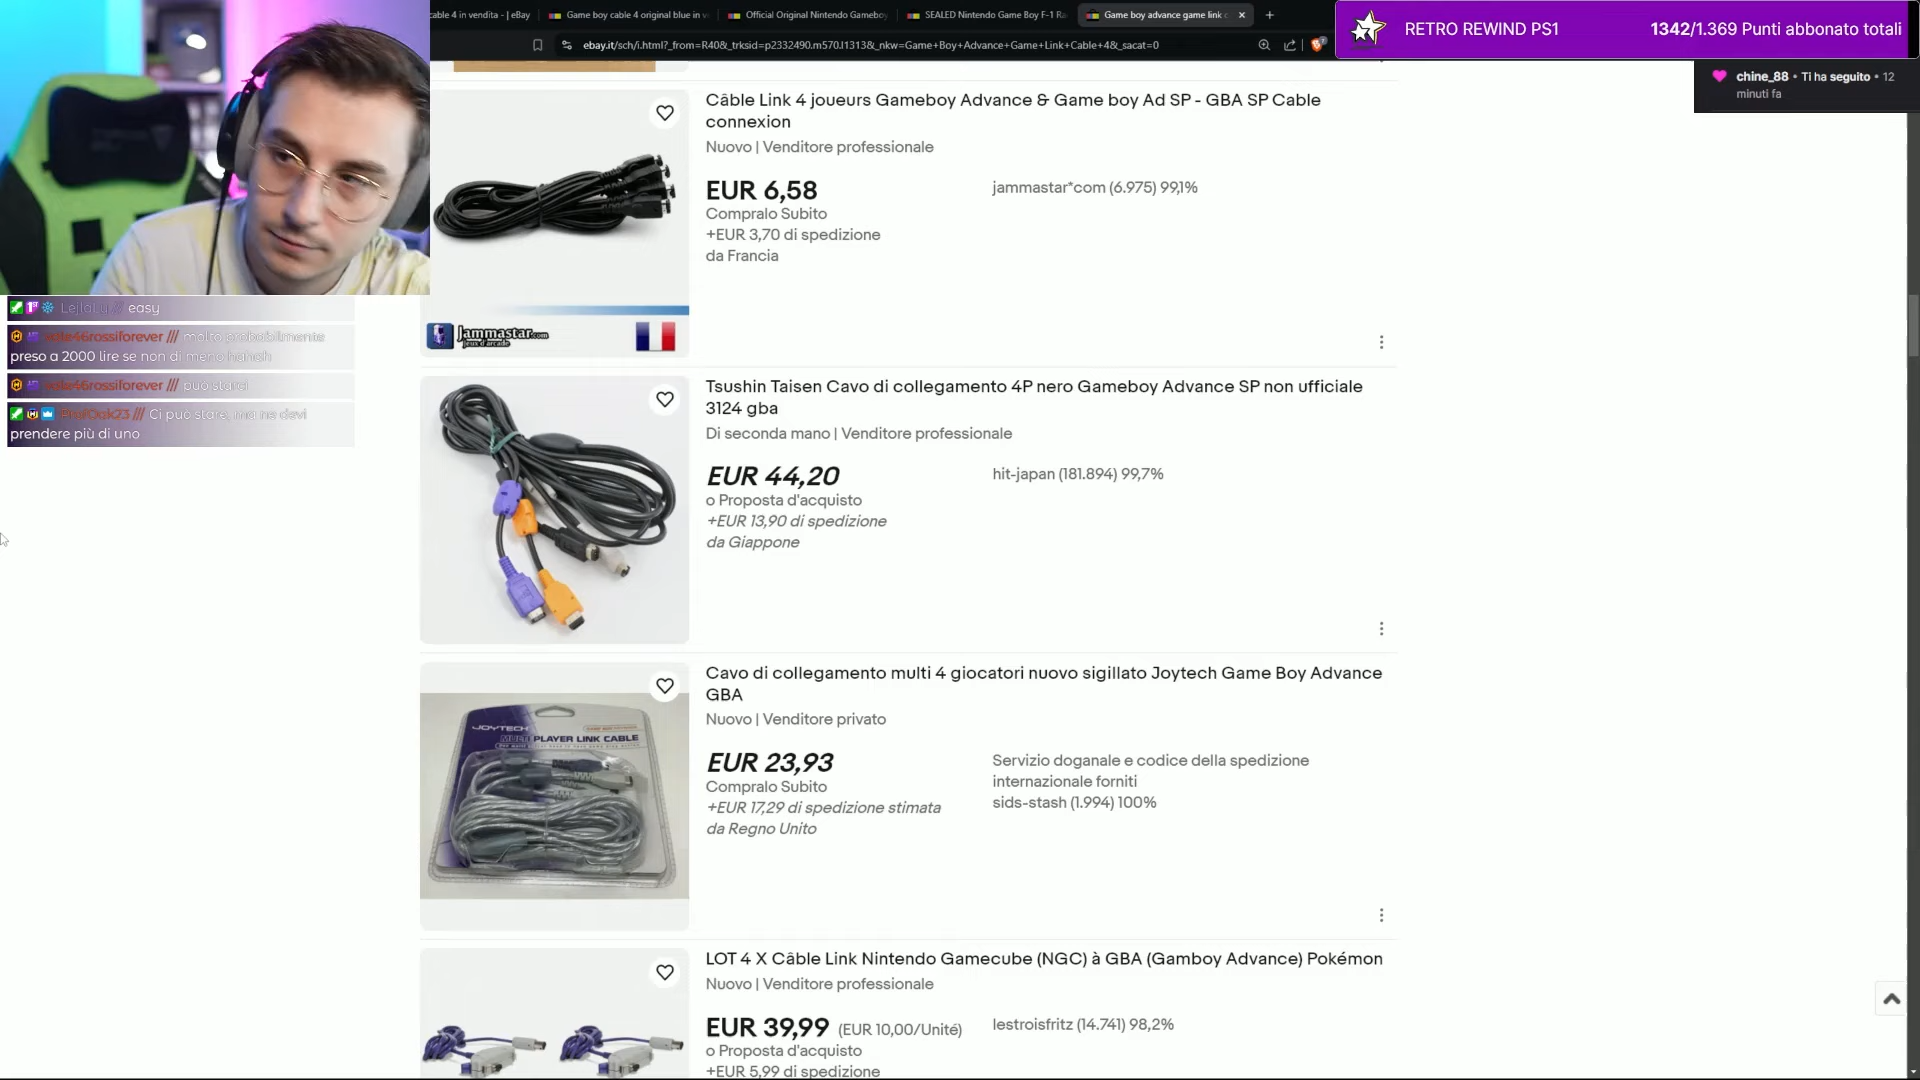 cable 4 in vendita - | eBay
Game boy cable 4 original blue in v
Official Original Nintendo Gameboy
SEALED Nintendo Game Boy F-1 Ra
Game boy advance game link c
ebay.it/sch/i.html?_from=R40&_trksid=p2332490.m570.l1313&_nkw=Game+Boy+Advance+Game+Link+Cable+4&_sacat=0
RETRO REWIND PS1
1342/1.369 Punti abbonato totali
chine_88 • Ti ha seguito • 12
minuti fa
easy
molto probabilmente
preso a 2000 lire se non di meno
può starci
Ci può stare, ma ne devi
prendere più di uno
Câble Link 4 joueurs Gameboy Advance & Game boy Ad SP - GBA SP Cable
connexion
Nuovo | Venditore professionale
EUR 6,58
jammastar*com (6.975) 99,1%
Compralo Subito
+EUR 3,70 di spedizione
da Francia
Jammastar.com
Jeux d'arcade
Tsushin Taisen Cavo di collegamento 4P nero Gameboy Advance SP non ufficiale
3124 gba
Di seconda mano | Venditore professionale
EUR 44,20
hit-japan (181.894) 99,7%
o Proposta d'acquisto
+EUR 13,90 di spedizione
da Giappone
Cavo di collegamento multi 4 giocatori nuovo sigillato Joytech Game Boy Advance
GBA
Nuovo | Venditore privato
JOYTECH
MULTI PLAYER LINK CABLE
EUR 23,93
Compralo Subito
+EUR 17,29 di spedizione stimata
da Regno Unito
Servizio doganale e codice della spedizione
internazionale forniti
sids-stash (1.994) 100%
LOT 4 X Câble Link Nintendo Gamecube (NGC) à GBA (Gamboy Advance) Pokémon
Nuovo | Venditore professionale
EUR 39,99 (EUR 10,00/Unité)
lestroisfritz (14.741) 98,2%
o Proposta d'acquisto
+EUR 5,99 di spedizione